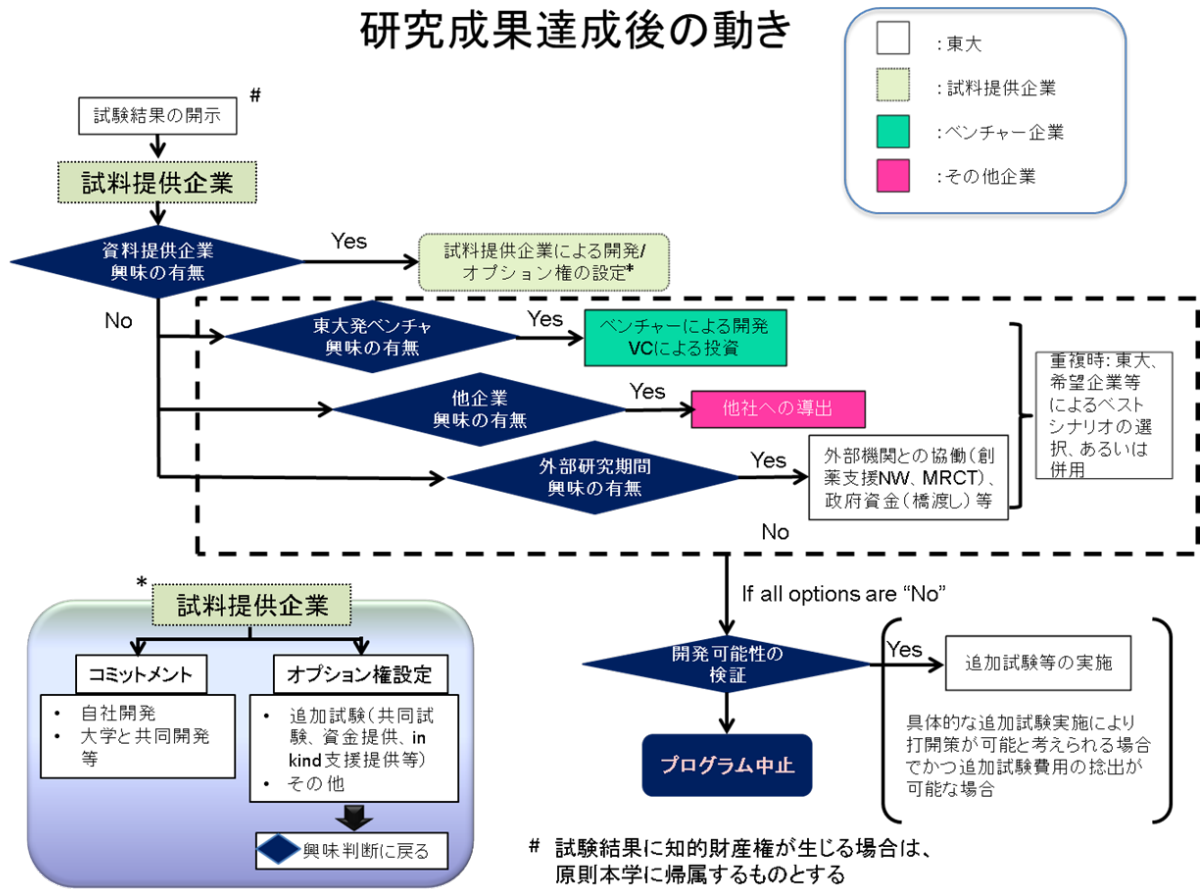 研究成果達成後の動き
：東大
：試料提供企業
：ベンチャー企業
：その他企業
試験結果の開示
#
試料提供企業
資料提供企業
興味の有無
Yes
試料提供企業による開発/
オプション権の設定*
No
東大発ベンチャ
興味の有無
Yes
ベンチャーによる開発
VCによる投資
他企業
興味の有無
Yes
他社への導出
外部研究期間
興味の有無
Yes
外部機関との協働（創
薬支援NW、MRCT）、
政府資金（橋渡し）等
重複時：東大、
希望企業等
によるベスト
シナリオの選
択、あるいは
併用
No
If all options are “No”
開発可能性の
検証
Yes
追加試験等の実施
具体的な追加試験実施により
打開策が可能と考えられる場合
でかつ追加試験費用の捻出が
可能な場合
プログラム中止
*
試料提供企業
コミットメント
• 自社開発
• 大学と共同開発
等
オプション権設定
• 追加試験（共同試
験、資金提供、in
kind支援提供等）
• その他
興味判断に戻る
# 試験結果に知的財産権が生じる場合は、
原則本学に帰属するものとする